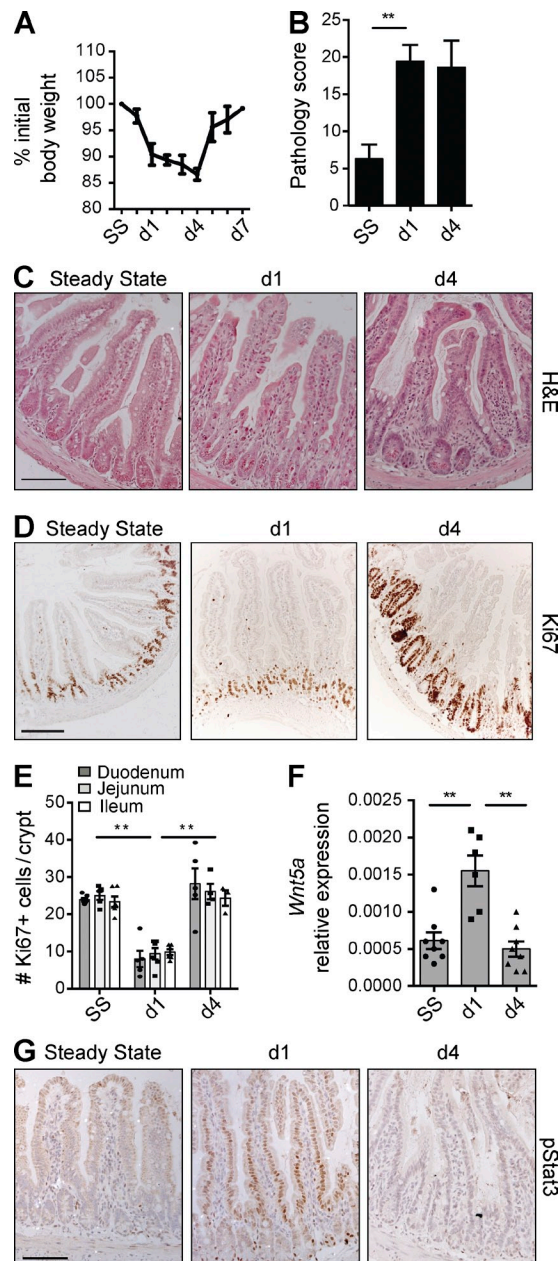 A
% initial
body weight
110
105
100
95
90
85
80
SS
d1
d4
d7
B
Pathology score
**
25
20
15
10
5
0
SS
d1
d4
C
Steady State
d1
d4
H&E
D
Steady State
d1
d4
Ki67
E
Duodenum
Jejunum
Ileum
# Ki67+ cells / crypt
50
40
30
20
10
0
**
**
SS
d1
d4
F
Wnt5a
relative expression
**
**
0.0025
0.0020
0.0015
0.0010
0.0005
0.0000
SS
d1
d4
G
Steady State
d1
d4
pStat3